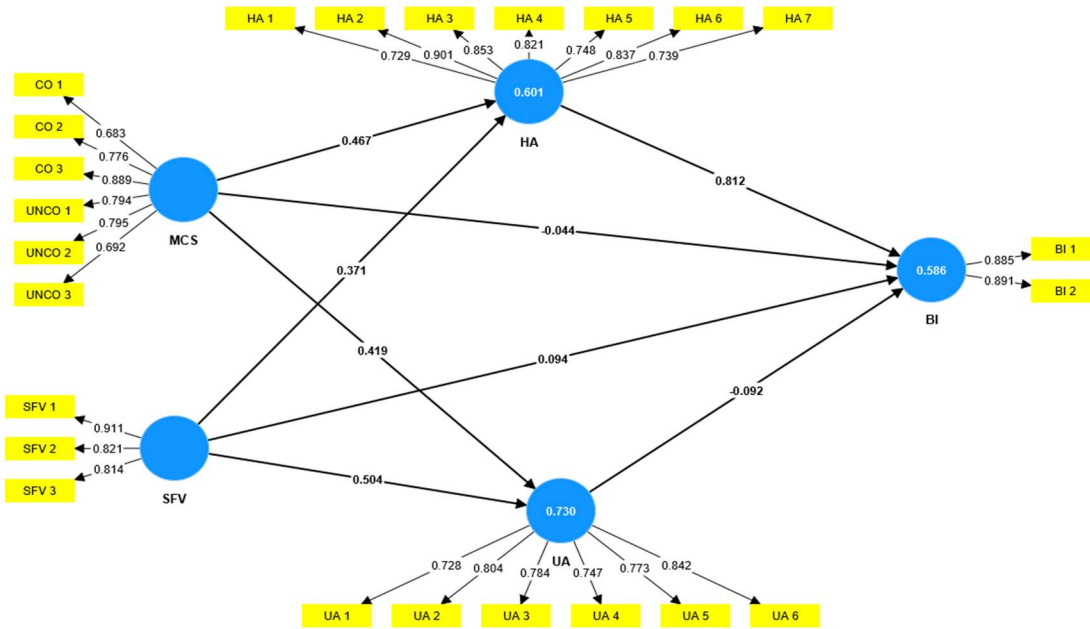 HA 1
HA 2
HA 3
HA 4
HA 5
HA 6
HA 7
0.729
0.901
0.853
0.821
0.748
0.837
0.739
0.601
HA
CO 1
CO 2
CO 3
UNCO 1
UNCO 2
UNCO 3
0.683
0.776
0.889
0.794
0.795
0.692
MCS
0.467
0.812
-0.044
0.371
0.419
0.094
-0.092
0.504
0.586
BI
0.885
0.891
BI 1
BI 2
SFV 1
SFV 2
SFV 3
0.911
0.821
0.814
SFV
0.730
UA
0.728
0.804
0.784
0.747
0.773
0.842
UA 1
UA 2
UA 3
UA 4
UA 5
UA 6